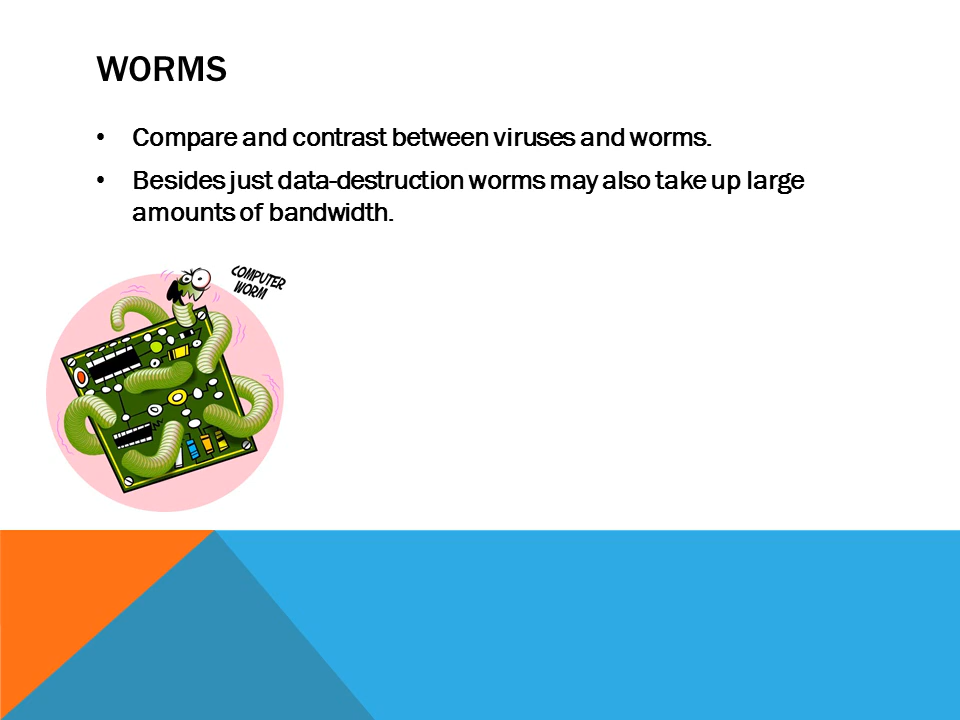 WORMS
• Compare and contrast between viruses and worms.
• Besides just data-destruction worms may also take up large
amounts of bandwidth.
COMPUTER
WORM